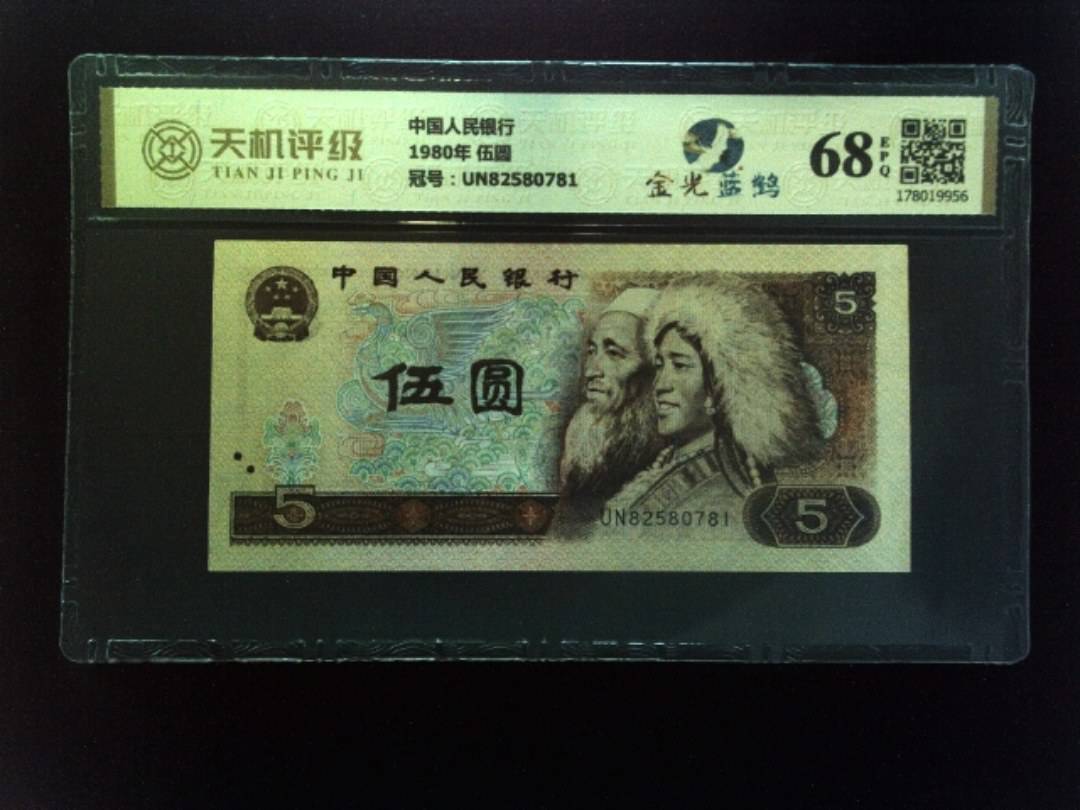 天机评级
TIAN JI PING JI
中国人民银行
1980年 伍圆
冠号：UN82580781
金光蓝鹤
68 EPQ
178019956
中国人民银行
5
伍圆
5
UN82580781
5